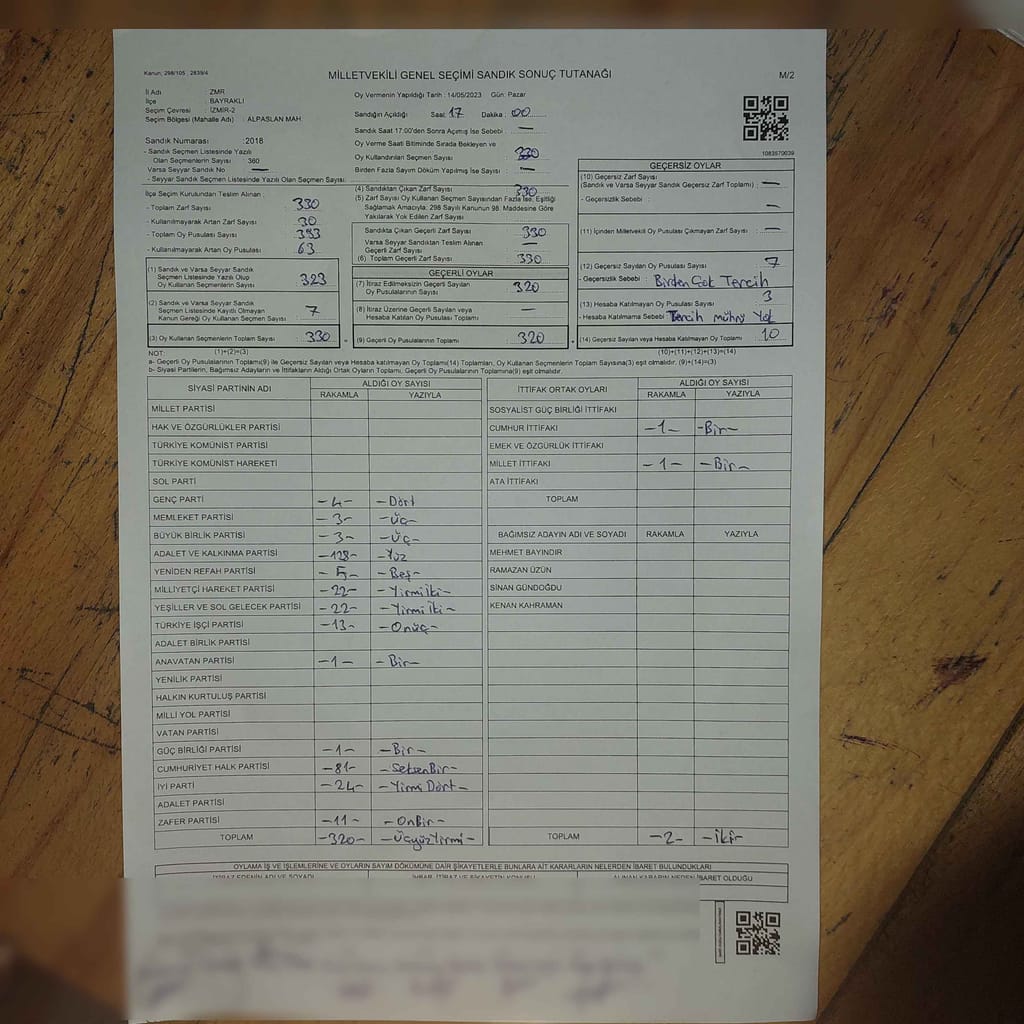 Kanun: 298/105 , 2839/4
MİLLETVEKİLİ GENEL SEÇİMİ SANDIK SONUÇ TUTANAĞI
M/2
İl Adı : ZMR
İlçe : BAYRAKLI
Seçim Çevresi : İZMİR-2
Seçim Bölgesi (Mahalle Adı) : ALPASLAN MAH.
Sandık Numarası :2018
- Sandık Seçmen Listesinde Yazılı Olan Seçmenlerin Sayısı : 360
Varsa Seyyar Sandık No : —
- Seyyar Sandık Seçmen Listesinde Yazılı Olan Seçmen Sayısı:
İlçe Seçim Kurulundan Teslim Alınan :
- Toplam Zarf Sayısı : 330
- Kullanılmayarak Artan Zarf Sayısı : 30
- Toplam Oy Pusulası Sayısı : 393
- Kullanılmayarak Artan Oy Pusulası : 63
(1) Sandık ve Varsa Seyyar Sandık Seçmen Listesinde Yazılı Olup Oy Kullanan Seçmenlerin Sayısı : 323
(2) Sandık ve Varsa Seyyar Sandık Seçmen Listesinde Kayıtlı Olmayan Kanun Gereği Oy Kullanan Seçmen Sayısı : 7
(3) Oy Kullanan Seçmenlerin Toplam Sayısı : 330
(1)+(2)=(3)
Oy Vermenin Yapıldığı Tarih : 14/05/2023 Gün: Pazar
Sandığın Açıldığı Saat: 17 Dakika : 00
Sandık Saat 17:00'den Sonra Açımış İse Sebebi : —
Oy Verme Saati Bitiminde Sırada Bekleyen ve
Oy Kullandırılan Seçmen Sayısı : 330
Birden Fazla Sayım Döküm Yapılmış İse Sayısı : —
(4) Sandıktan Çıkan Zarf Sayısı : 330
(5) Zarf Sayısı Oy Kullanan Seçmen Sayısından Fazla İse, Eşitliği
Sağlamak Amacıyla; 298 Sayılı Kanunun 98. Maddesine Göre
Yakılarak Yok Edilen Zarf Sayısı :
Sandıkta Çıkan Geçerli Zarf Sayısı : 330
Varsa Seyyar Sandıktan Teslim Alınan
Geçerli Zarf Sayısı : —
(6) Toplam Geçerli Zarf Sayısı : 330
GEÇERLİ OYLAR
(7) İtiraz Edilmeksizin Geçerli Sayılan
Oy Pusulalarının Sayısı : 320
(8) İtiraz Üzerine Geçerli Sayılan veya
Hesaba Katılan Oy Pusulası Toplamı : —
(9) Geçerli Oy Pusulalarının Toplamı : 320
1083579039
GEÇERSİZ OYLAR
(10) Geçersiz Zarf Sayısı
(Sandık ve Varsa Seyyar Sandık Geçersiz Zarf Toplamı) : —
- Geçersizlik Sebebi : —
(11) İçinden Milletvekili Oy Pusulası Çıkmayan Zarf Sayısı : —
(12) Geçersiz Sayılan Oy Pusulası Sayısı : 7
- Geçersizlik Sebebi : Birden Çok Tercih
(13) Hesaba Katılmayan Oy Pusulası Sayısı : 3
- Hesaba Katılmama Sebebi : Tercih mührü Yok
(14) Geçersiz Sayılan veya Hesaba Katılmayan Oy Toplamı : 10
(10)+(11)+(12)+(13)=(14)
NOT:
a- Geçerli Oy Pusulalarının Toplamı(9) ile Geçersiz Sayılan veya Hesaba katılmayan Oy Toplamı(14) Toplamları, Oy Kullanan Seçmenlerin Toplam Sayısına(3) eşit olmalıdır. (9)+(14)=(3)
b- Siyasi Partilerin, Bağımsız Adayların ve İttifakların Aldığı Ortak Oyların Toplamı, Geçerli Oy Pusulalarının Toplamına(9) eşit olmalıdır.
SİYASİ PARTİNİN ADI ALDIĞI OY SAYISI
RAKAMLA YAZIYLA
MİLLET PARTİSİ
HAK VE ÖZGÜRLÜKLER PARTİSİ
TÜRKİYE KOMÜNİST PARTİSİ
TÜRKİYE KOMÜNİST HAREKETİ
SOL PARTİ
GENÇ PARTİ -4- -Dört
MEMLEKET PARTİSİ -3- -Üç-
BÜYÜK BİRLİK PARTİSİ -3- -Üç-
ADALET VE KALKINMA PARTİSİ -128- -Yüz
YENİDEN REFAH PARTİSİ -5- -Beş-
MİLLİYETÇİ HAREKET PARTİSİ -22- -Yirmiİki-
YEŞİLLER VE SOL GELECEK PARTİSİ -22- -Yirmiİki-
TÜRKİYE İŞÇİ PARTİSİ -13- -Onüç-
ADALET BİRLİK PARTİSİ
ANAVATAN PARTİSİ -1- -Bir-
YENİLİK PARTİSİ
HALKIN KURTULUŞ PARTİSİ
MİLLİ YOL PARTİSİ
VATAN PARTİSİ
GÜÇ BİRLİĞİ PARTİSİ -1- -Bir-
CUMHURİYET HALK PARTİSİ -81- -SeksenBir-
İYİ PARTİ -24- -Yirmi Dört-
ADALET PARTİSİ
ZAFER PARTİSİ -11- -OnBir-
TOPLAM -320- -ÜçyüzYirmi-
İTTİFAK ORTAK OYLARI ALDIĞI OY SAYISI
RAKAMLA YAZIYLA
SOSYALİST GÜÇ BİRLİĞİ İTTİFAKI
CUMHUR İTTİFAKI -1- -Bir-
EMEK VE ÖZGÜRLÜK İTTİFAKI
MİLLET İTTİFAKI -1- -Bir-
ATA İTTİFAKI
TOPLAM
BAĞIMSIZ ADAYIN ADI VE SOYADI RAKAMLA YAZIYLA
MEHMET BAYINDIR
RAMAZAN ÜZÜN
SİNAN GÜNDOĞDU
KENAN KAHRAMAN
TOPLAM -2- -İki-
OYLAMA İŞ VE İŞLEMLERİNE VE OYLARIN SAYIM DÖKÜMÜNE DAİR ŞİKAYETLERLE BUNLARA AİT KARARLARIN NELERDEN İBARET BULUNDUKLARI
İTİRAZ EDENİN ADI VE SOYADI İHBAR, İTİRAZ VE ŞİKAYETİN KONUSU ALINAN KARARIN NEDEN İBARET OLDUĞU